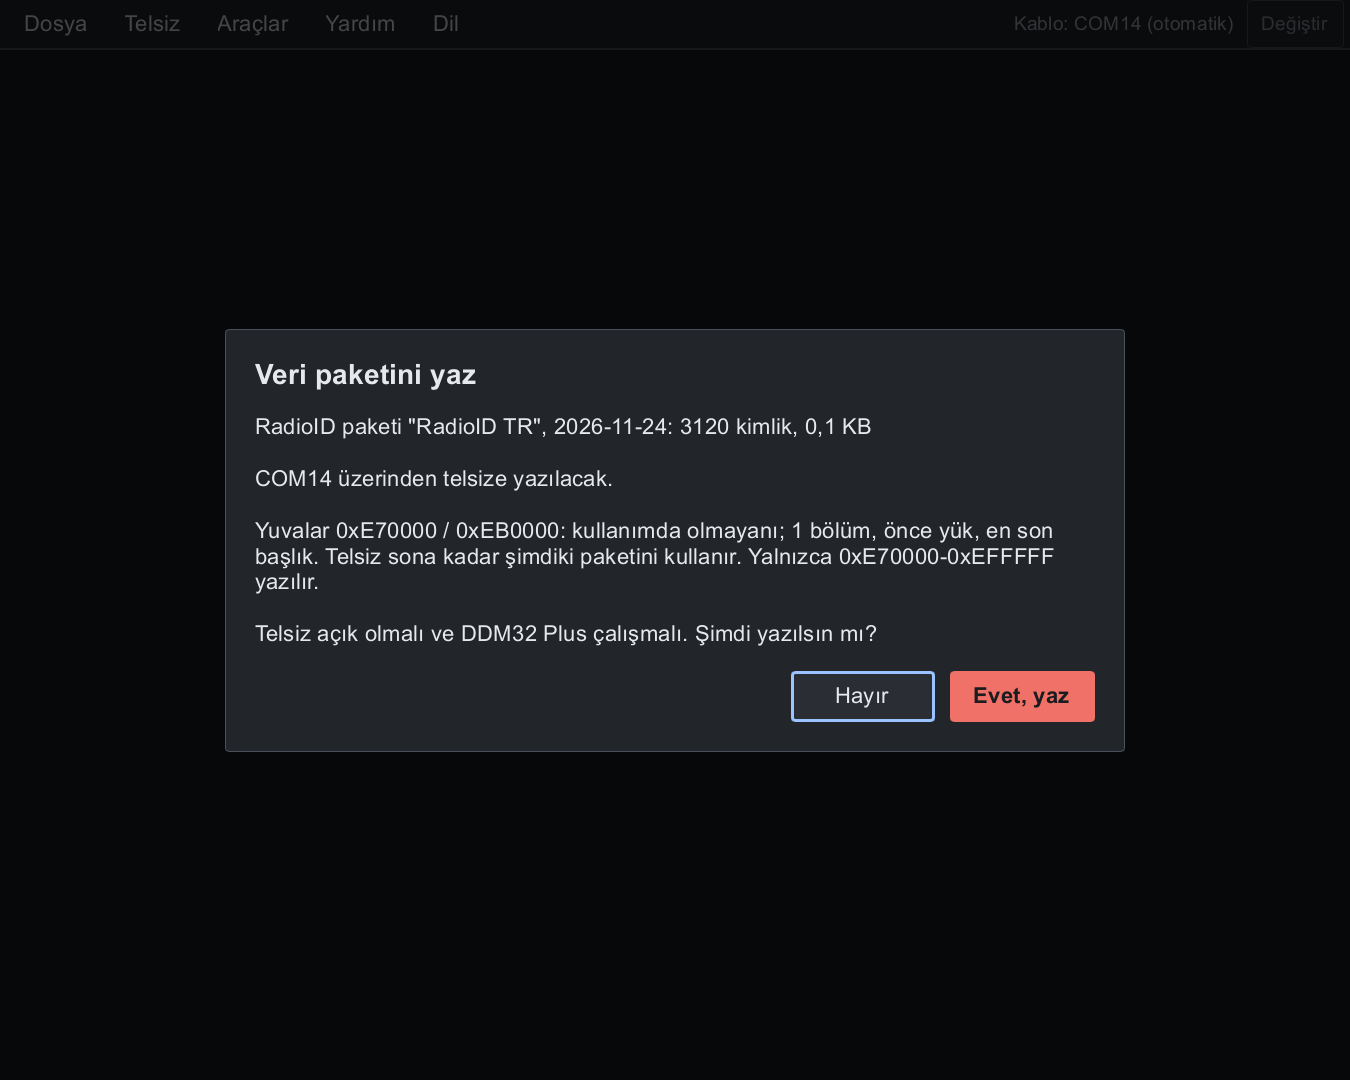 Dosya Telsiz Araçlar Yardım Dil Kablo: COM14 (otomatik) Değiştir
Veri paketini yaz
RadioID paketi "RadioID TR", 2026-11-24: 3120 kimlik, 0,1 KB
COM14 üzerinden telsize yazılacak.
Yuvalar 0xE70000 / 0xEB0000: kullanımda olmayanı; 1 bölüm, önce yük, en son
başlık. Telsiz sona kadar şimdiki paketini kullanır. Yalnızca 0xE70000-0xEFFFFF
yazılır.
Telsiz açık olmalı ve DDM32 Plus çalışmalı. Şimdi yazılsın mı?
Hayır Evet, yaz